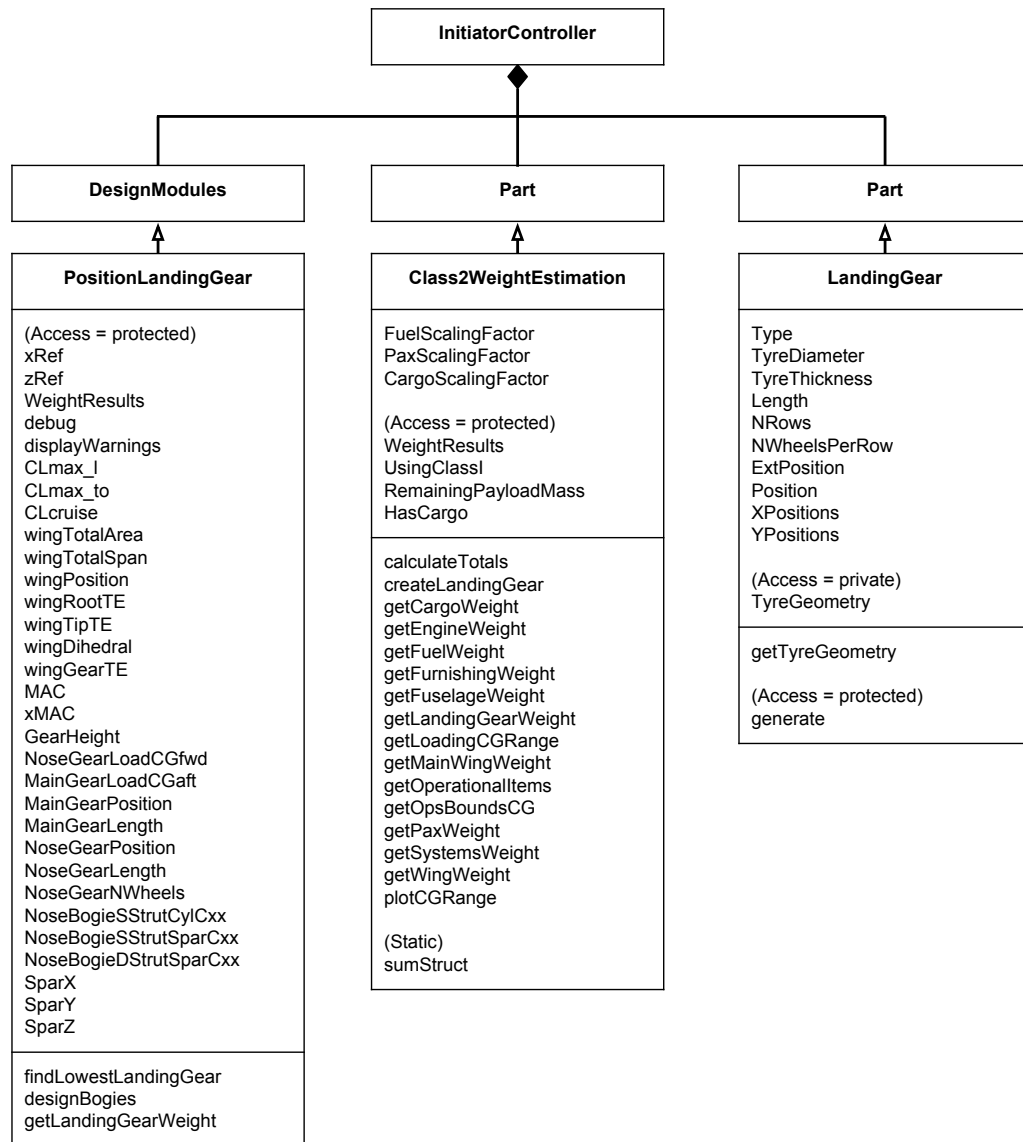 InitiatorController
DesignModules
Part
Part
PositionLandingGear
(Access = protected)
xRef
zRef
WeightResults
debug
displayWarnings
CLmax_l
CLmax_to
CLcruise
wingTotalArea
wingTotalSpan
wingPosition
wingRootTE
wingTipTE
wingDihedral
wingGearTE
MAC
xMAC
GearHeight
NoseGearLoadCGfwd
MainGearLoadCGaft
MainGearPosition
MainGearLength
NoseGearPosition
NoseGearLength
NoseGearNWheels
NoseBogieSStrutCylCxx
NoseBogieSStrutSparCxx
NoseBogieDStrutSparCxx
SparX
SparY
SparZ
findLowestLandingGear
designBogies
getLandingGearWeight
Class2WeightEstimation
FuelScalingFactor
PaxScalingFactor
CargoScalingFactor
(Access = protected)
WeightResults
UsingClassI
RemainingPayloadMass
HasCargo
calculateTotals
createLandingGear
getCargoWeight
getEngineWeight
getFuelWeight
getFurnishingWeight
getFuselageWeight
getLandingGearWeight
getLoadingCGRange
getMainWingWeight
getOperationalItems
getOpsBoundsCG
getPaxWeight
getSystemsWeight
getWingWeight
plotCGRange
(Static)
sumStruct
LandingGear
Type
TyreDiameter
TyreThickness
Length
NRows
NWheelsPerRow
ExtPosition
Position
XPositions
YPositions
(Access = private)
TyreGeometry
getTyreGeometry
(Access = protected)
generate